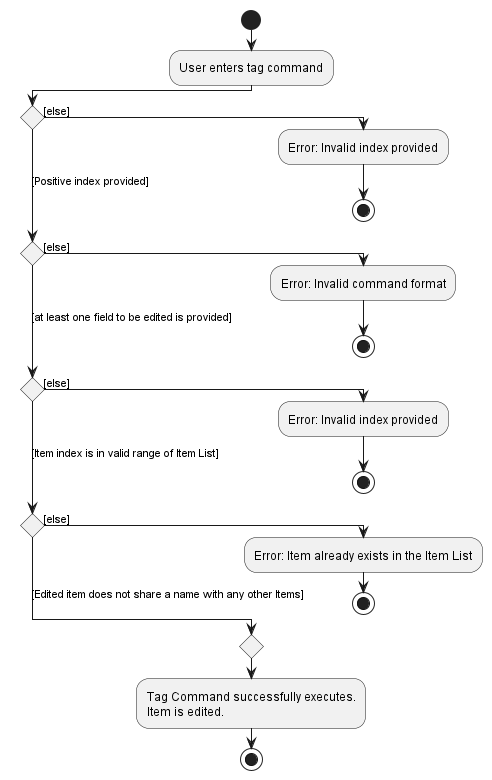 User enters tag command
[else]
Error: Invalid index provided
[Positive index provided]
[else]
Error: Invalid command format
[at least one field to be edited is provided]
[else]
Error: Invalid index provided
[Item index is in valid range of Item List]
[else]
Error: Item already exists in the Item List
[Edited item does not share a name with any other Items]
Tag Command successfully executes.
Item is edited.